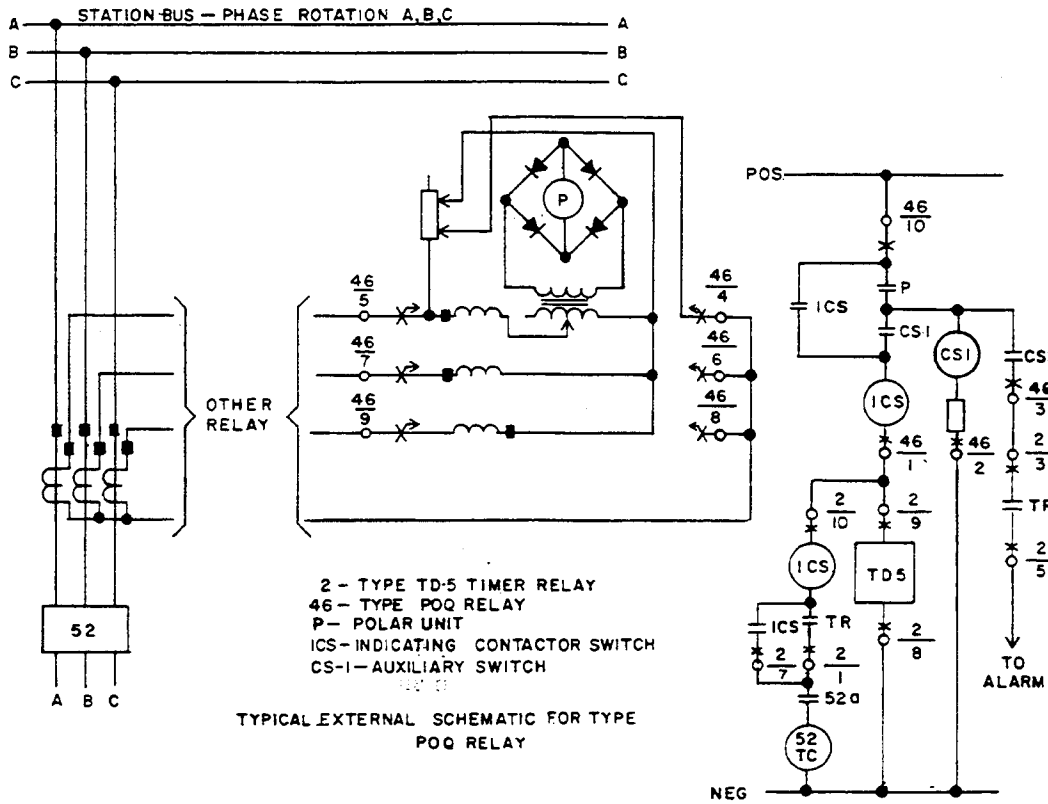 STATION BUS — PHASE ROTATION A,B,C
A A
B B
C C
P
POS.
46/10
46/5
46/4
ICS
P
CS-1
46/7
46/6
CS1
CS
46/9
46/8
ICS
46/3
OTHER
RELAY
46/1
46/2
2/3
2/10
2/9
TR
ICS
TD5
2/5
2 - TYPE TD-5 TIMER RELAY
46 - TYPE POQ RELAY
P - POLAR UNIT
ICS - INDICATING CONTACTOR SWITCH
CS-1 - AUXILIARY SWITCH
52
ICS TR
2/7
2/1
2/8
TO
ALARM
A B C
52a
TYPICAL EXTERNAL SCHEMATIC FOR TYPE
POQ RELAY
52
TC
NEG